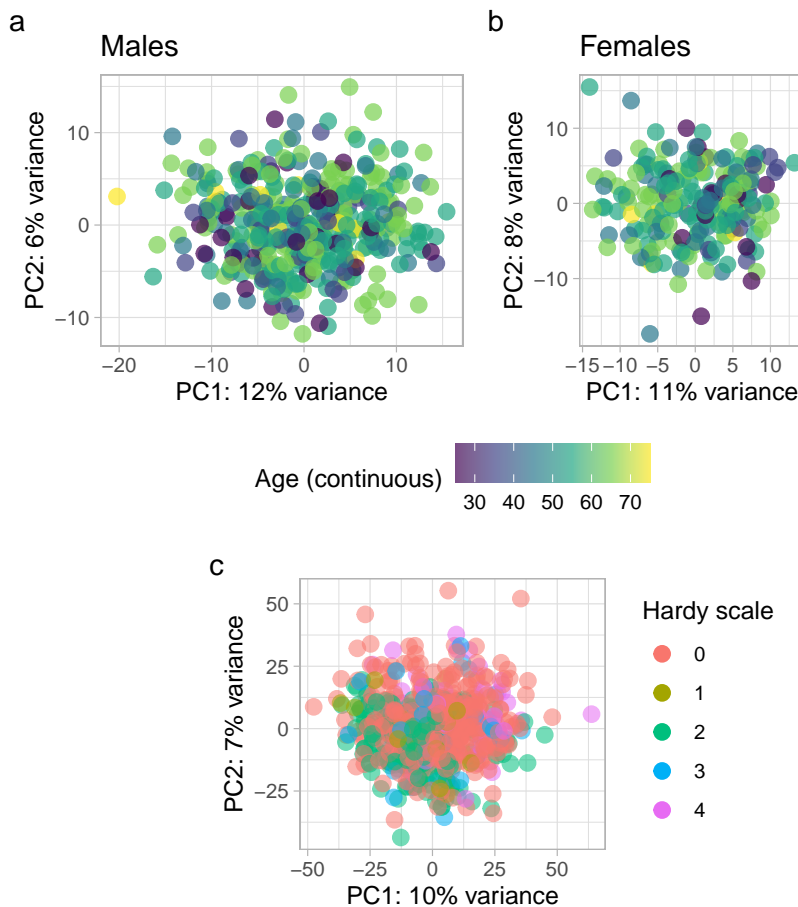 a
Males
PC2: 6% variance
10
0
−10
−20
−10
0
10
PC1: 12% variance
b
Females
PC2: 8% variance
10
0
−10
−15
−10
−5
0
5
10
PC1: 11% variance
Age (continuous)
30
40
50
60
70
c
PC2: 7% variance
50
25
0
−25
−50
−25
0
25
50
PC1: 10% variance
Hardy scale
0
1
2
3
4